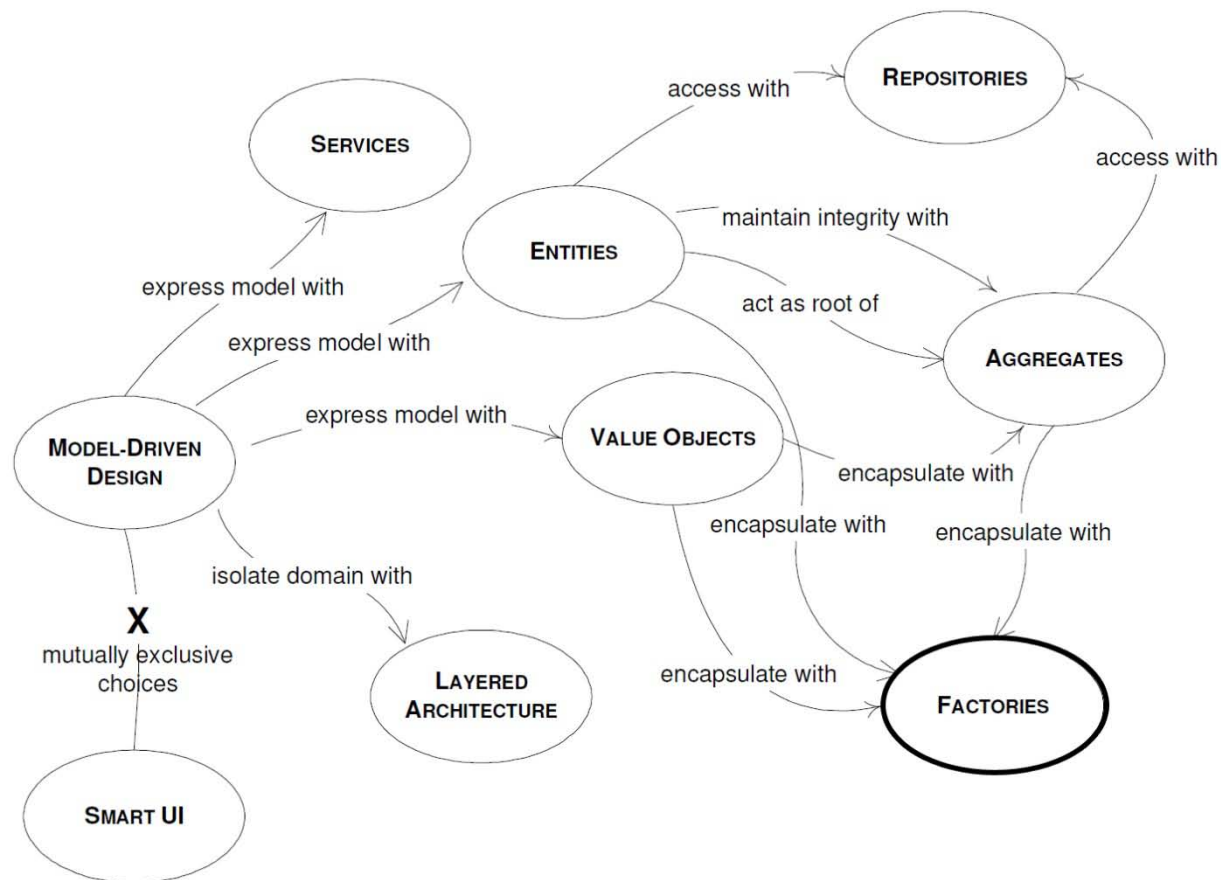 REPOSITORIES
access with
SERVICES
access with
maintain integrity with
ENTITIES
express model with
act as root of
express model with
AGGREGATES
express model with
VALUE OBJECTS
MODEL-DRIVEN
DESIGN
encapsulate with
encapsulate with
encapsulate with
isolate domain with
X
mutually exclusive
choices
encapsulate with
LAYERED
ARCHITECTURE
FACTORIES
SMART UI